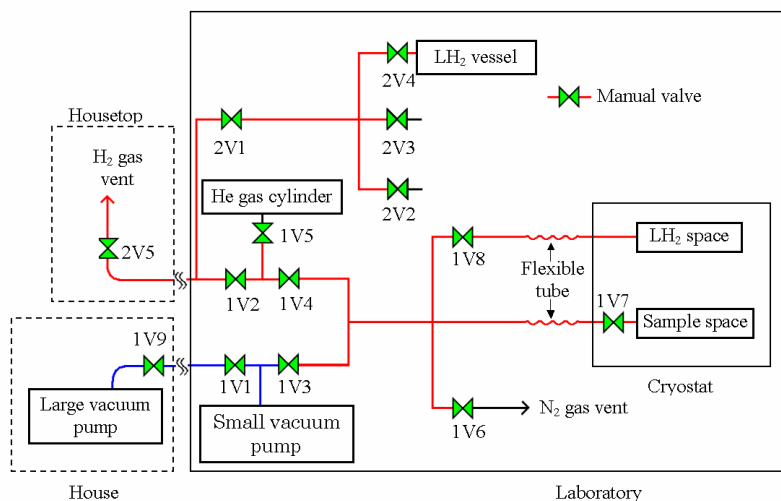 LH₂ vessel
2V4
Manual valve
Housetop
2V1
2V3
H₂ gas
vent
He gas cylinder
2V2
1V5
2V5
1V8
LH₂ space
Flexible
tube
1V2
1V4
1V7
Sample space
1V9
1V1
1V3
Cryostat
Large vacuum
pump
Small vacuum
pump
1V6
N₂ gas vent
House
Laboratory